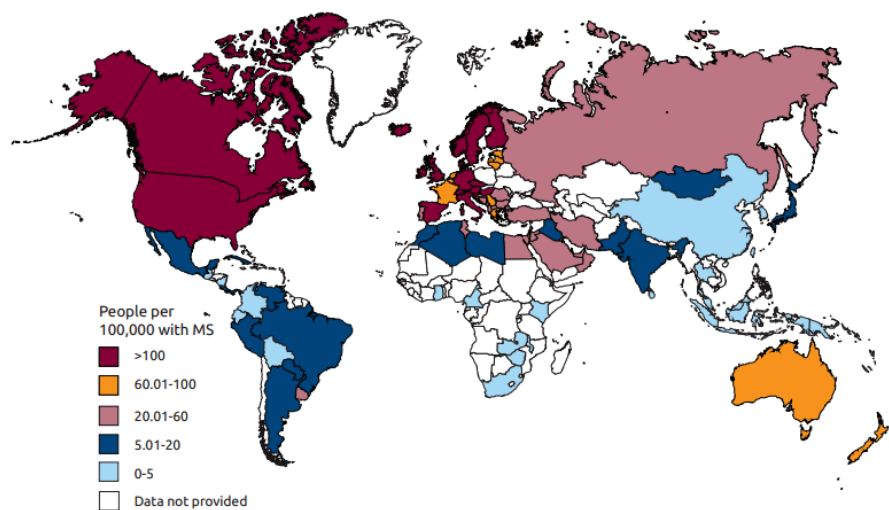 People per
100,000 with MS
>100
60.01-100
20.01-60
5.01-20
0-5
Data not provided